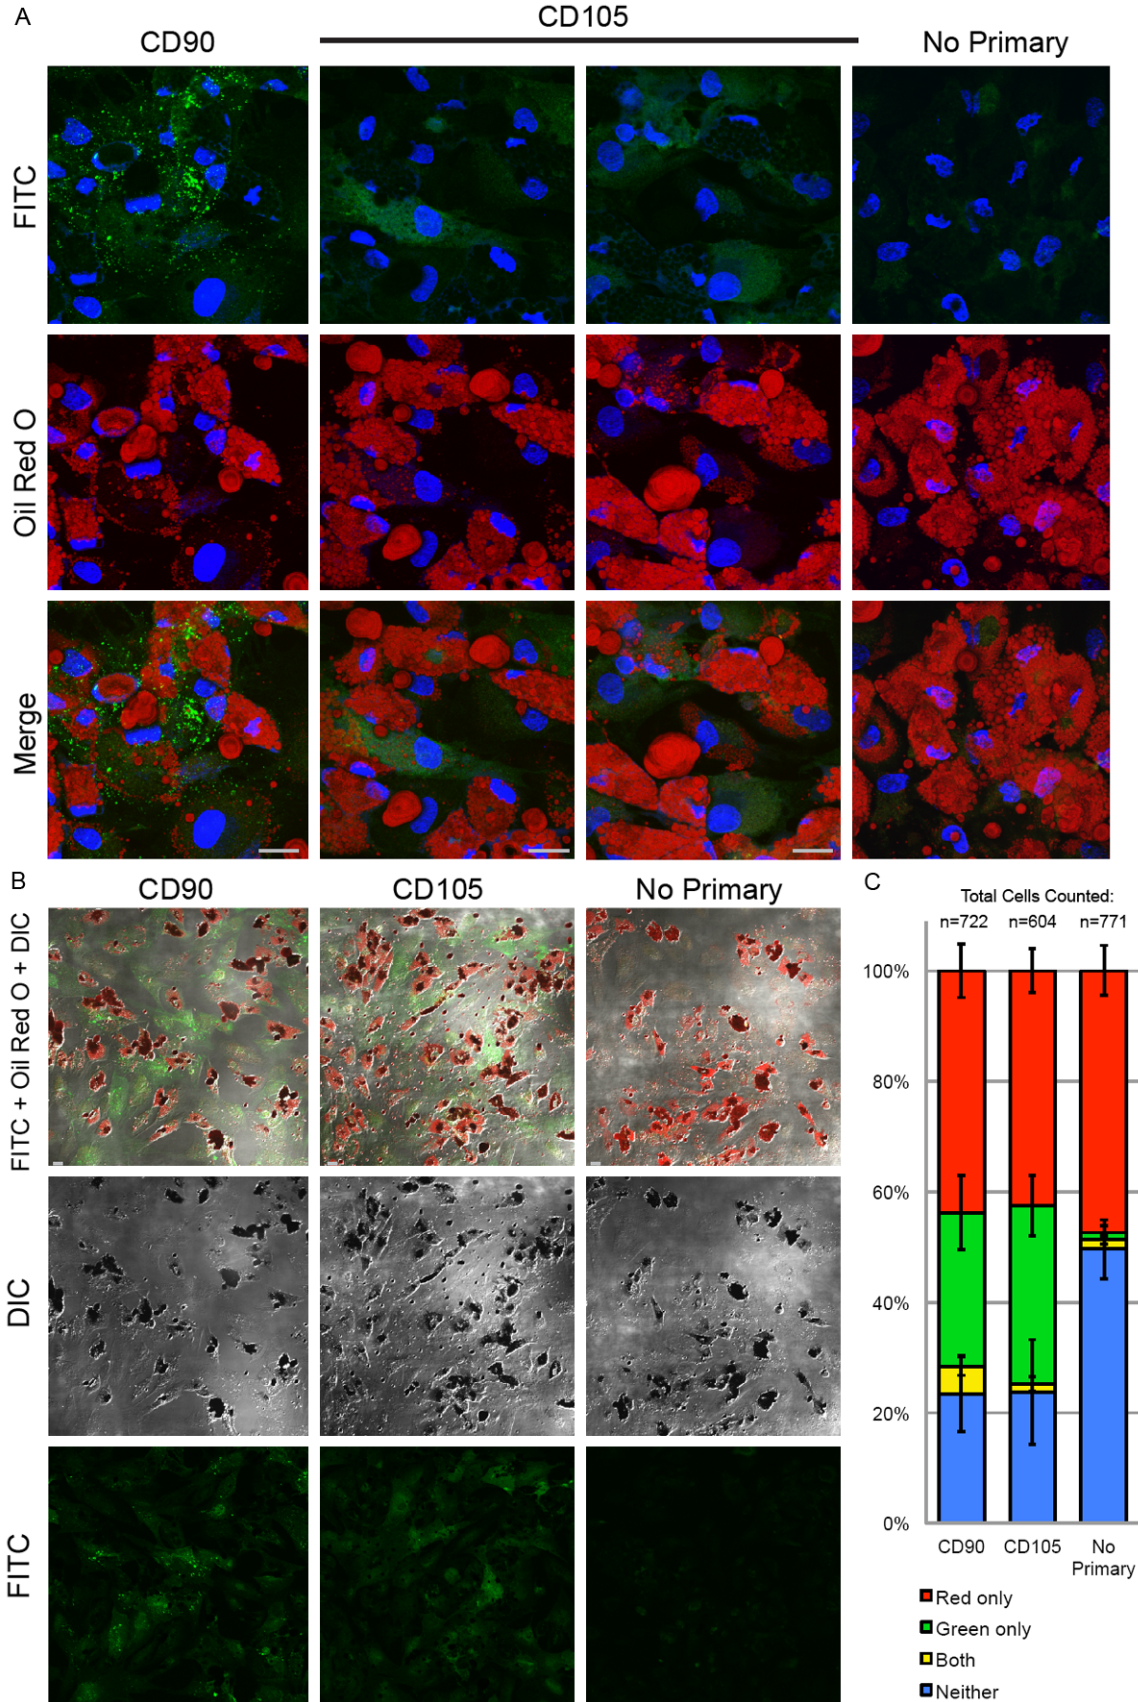 A
CD90
CD105
No Primary
FITC
Oil Red O
Merge
B
CD90
CD105
No Primary
FITC + Oil Red O + DIC
DIC
FITC
C
Total Cells Counted:
n=722 n=604 n=771
100%
80%
60%
40%
20%
0%
CD90 CD105 No
Primary
Red only
Green only
Both
Neither